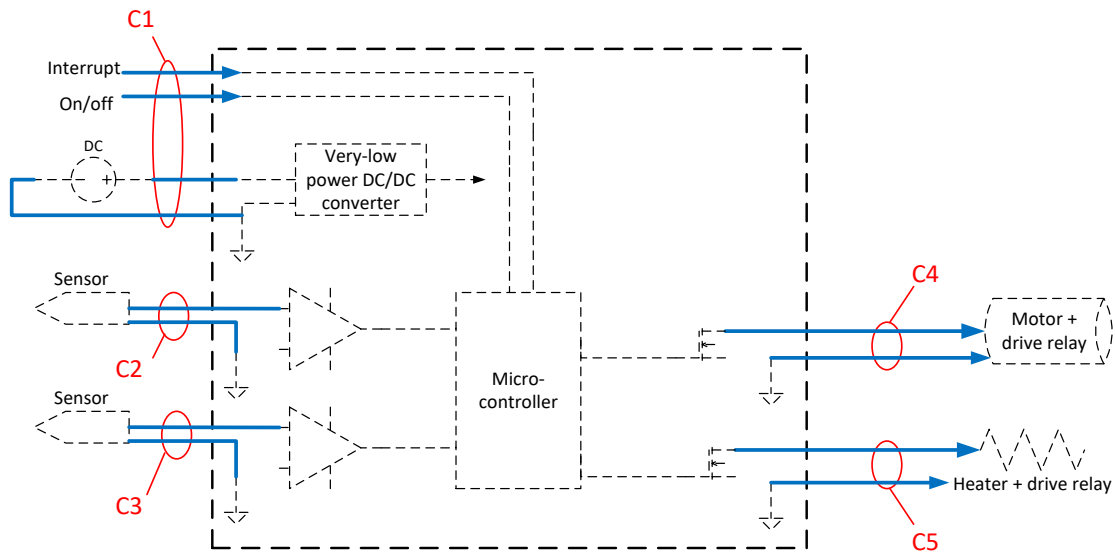 C1
Interrupt
On/off
DC
+
Very-low
power DC/DC
converter
Sensor
C2
Sensor
C3
Micro-
controller
C4
Motor +
drive relay
Heater + drive relay
C5